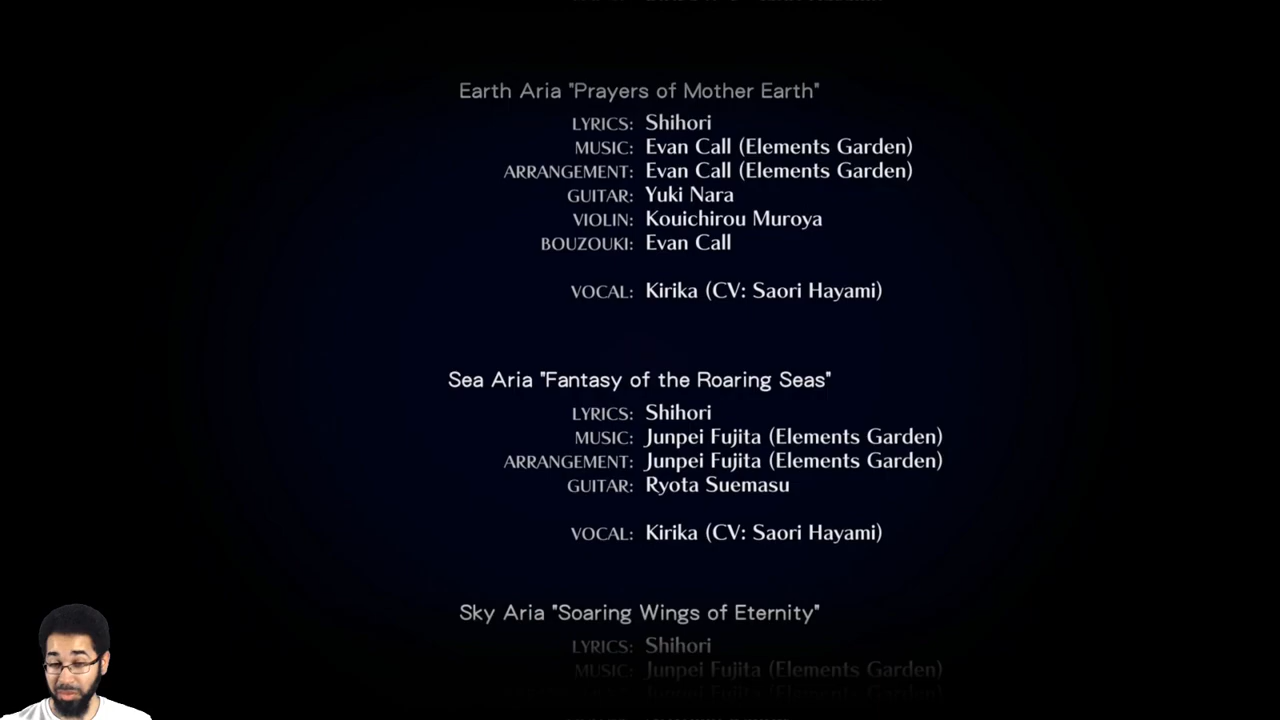 Earth Aria "Prayers of Mother Earth"
LYRICS: Shihori
MUSIC: Evan Call (Elements Garden)
ARRANGEMENT: Evan Call (Elements Garden)
GUITAR: Yuki Nara
VIOLIN: Kouichirou Muroya
BOUZOUKI: Evan Call
VOCAL: Kirika (CV: Saori Hayami)
Sea Aria "Fantasy of the Roaring Seas"
LYRICS: Shihori
MUSIC: Junpei Fujita (Elements Garden)
ARRANGEMENT: Junpei Fujita (Elements Garden)
GUITAR: Ryota Suemasu
VOCAL: Kirika (CV: Saori Hayami)
Sky Aria "Soaring Wings of Eternity"
LYRICS: Shihori
MUSIC: Junpei Fujita (Elements Garden)